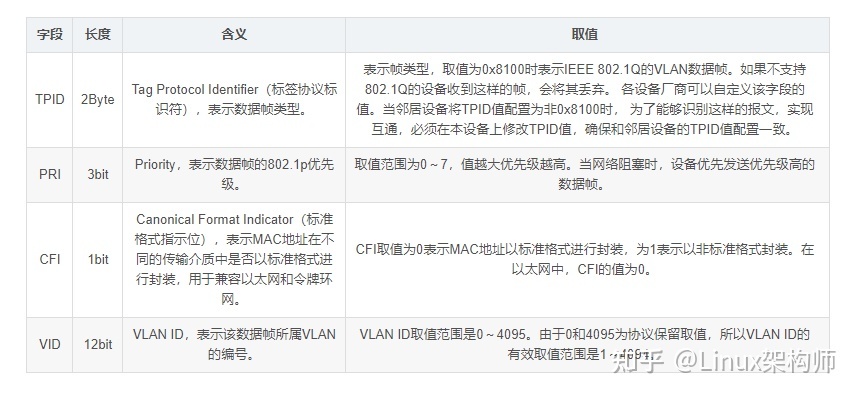 字段 长度 含义 取值
TPID 2Byte
Tag Protocol Identifier（标签协议标
识符），表示数据帧类型。
表示帧类型，取值为0x8100时表示IEEE 802.1Q的VLAN数据帧。如果不支持
802.1Q的设备收到这样的帧，会将其丢弃。 各设备厂商可以自定义该字段的
值。当邻居设备将TPID值配置为非0x8100时， 为了能够识别这样的报文，实现
互通，必须在本设备上修改TPID值，确保和邻居设备的TPID值配置一致。
PRI 3bit
Priority，表示数据帧的802.1p优先
级。
取值范围为0～7，值越大优先级越高。当网络阻塞时，设备优先发送优先级高的
数据帧。
CFI 1bit
Canonical Format Indicator（标准
格式指示位），表示MAC地址在不
同的传输介质中是否以标准格式进
行封装，用于兼容以太网和令牌环
网。
CFI取值为0表示MAC地址以标准格式进行封装，为1表示以非标准格式封装。在
以太网中，CFI的值为0。
VID 12bit
VLAN ID，表示该数据帧所属VLAN
的编号。
VLAN ID取值范围是0～4095。由于0和4095为协议保留取值，所以VLAN ID的
有效取值范围是1～4094。
知乎 @Linux架构师